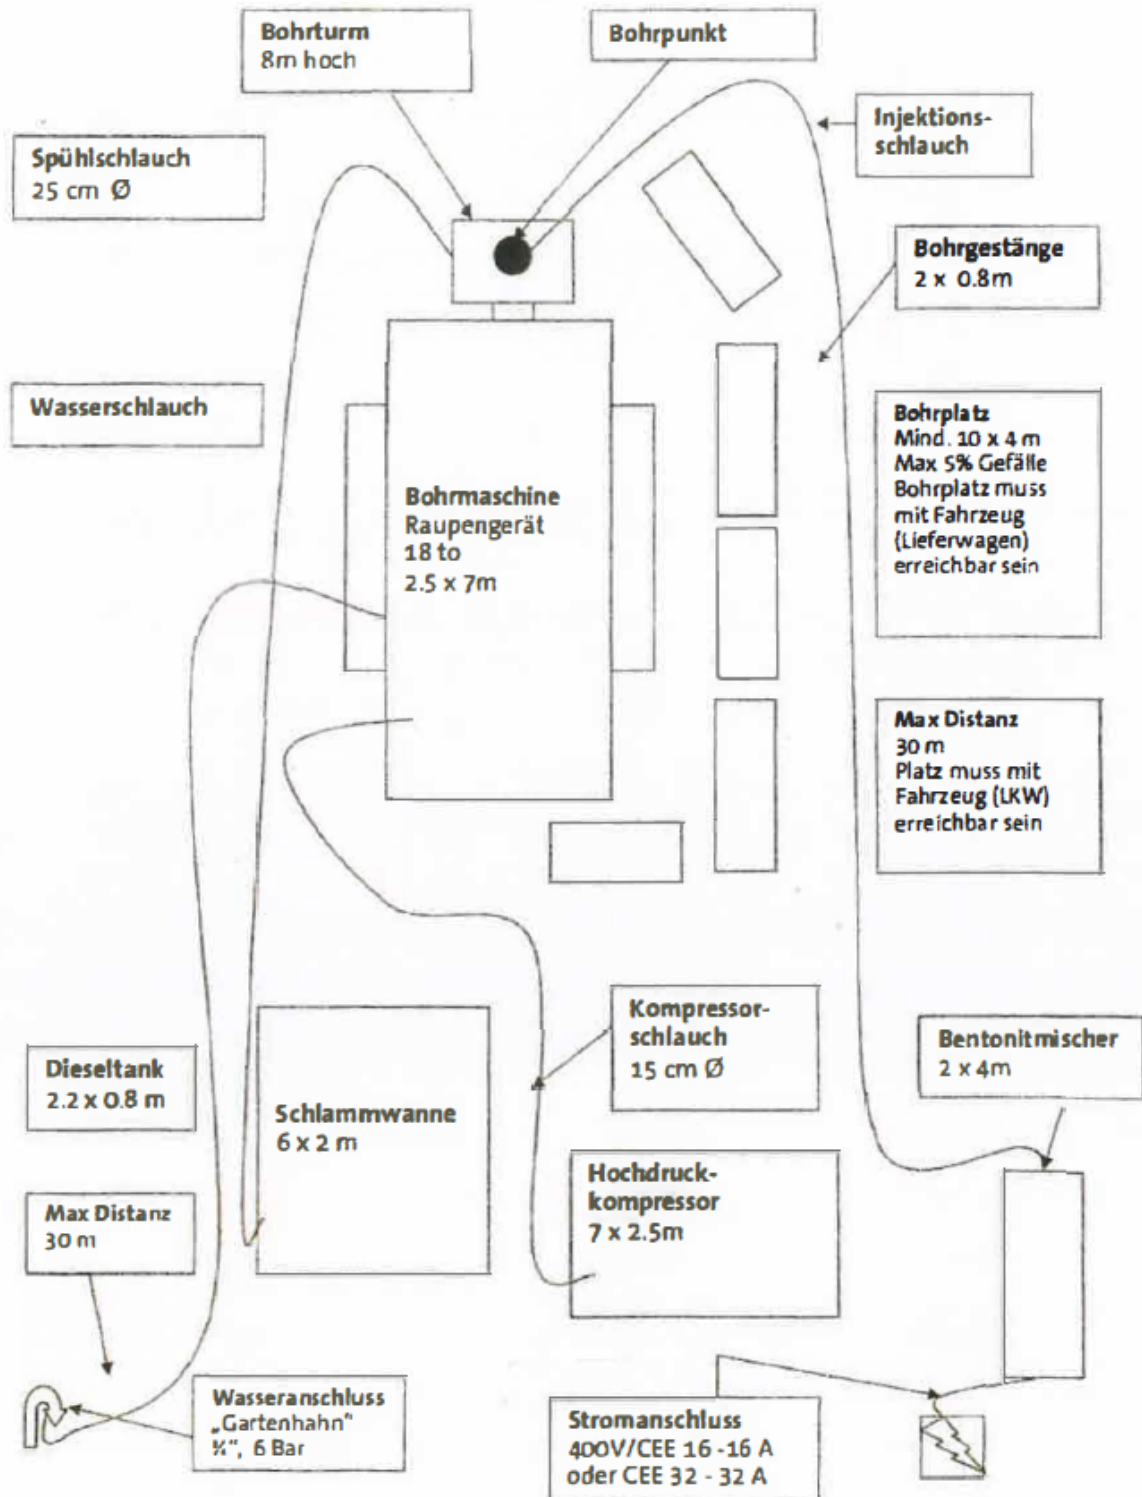 Bohrturm
8m hoch
Bohrpunkt
Injektions-
schlauch
Spühlschlauch
25 cm Ø
Bohrgestänge
2 x 0.8m
Wasserschlauch
Bohrplatz
Mind. 10 x 4 m
Max 5% Gefälle
Bohrplatz muss
mit Fahrzeug
(Lieferwagen)
erreichbar sein
Bohrmaschine
Raupengerät
18 to
2.5 x 7m
Max Distanz
30 m
Platz muss mit
Fahrzeug (LKW)
erreichbar sein
Kompressor-
schlauch
15 cm Ø
Bentonitmischer
2 x 4m
Dieseltank
2.2 x 0.8 m
Schlammwanne
6 x 2 m
Hochdruck-
kompressor
7 x 2.5m
Max Distanz
30 m
Wasseranschluss
„Gartenhahn"
6 Bar
Stromanschluss
400V/CEE 16 -16 A
oder CEE 32 - 32 A